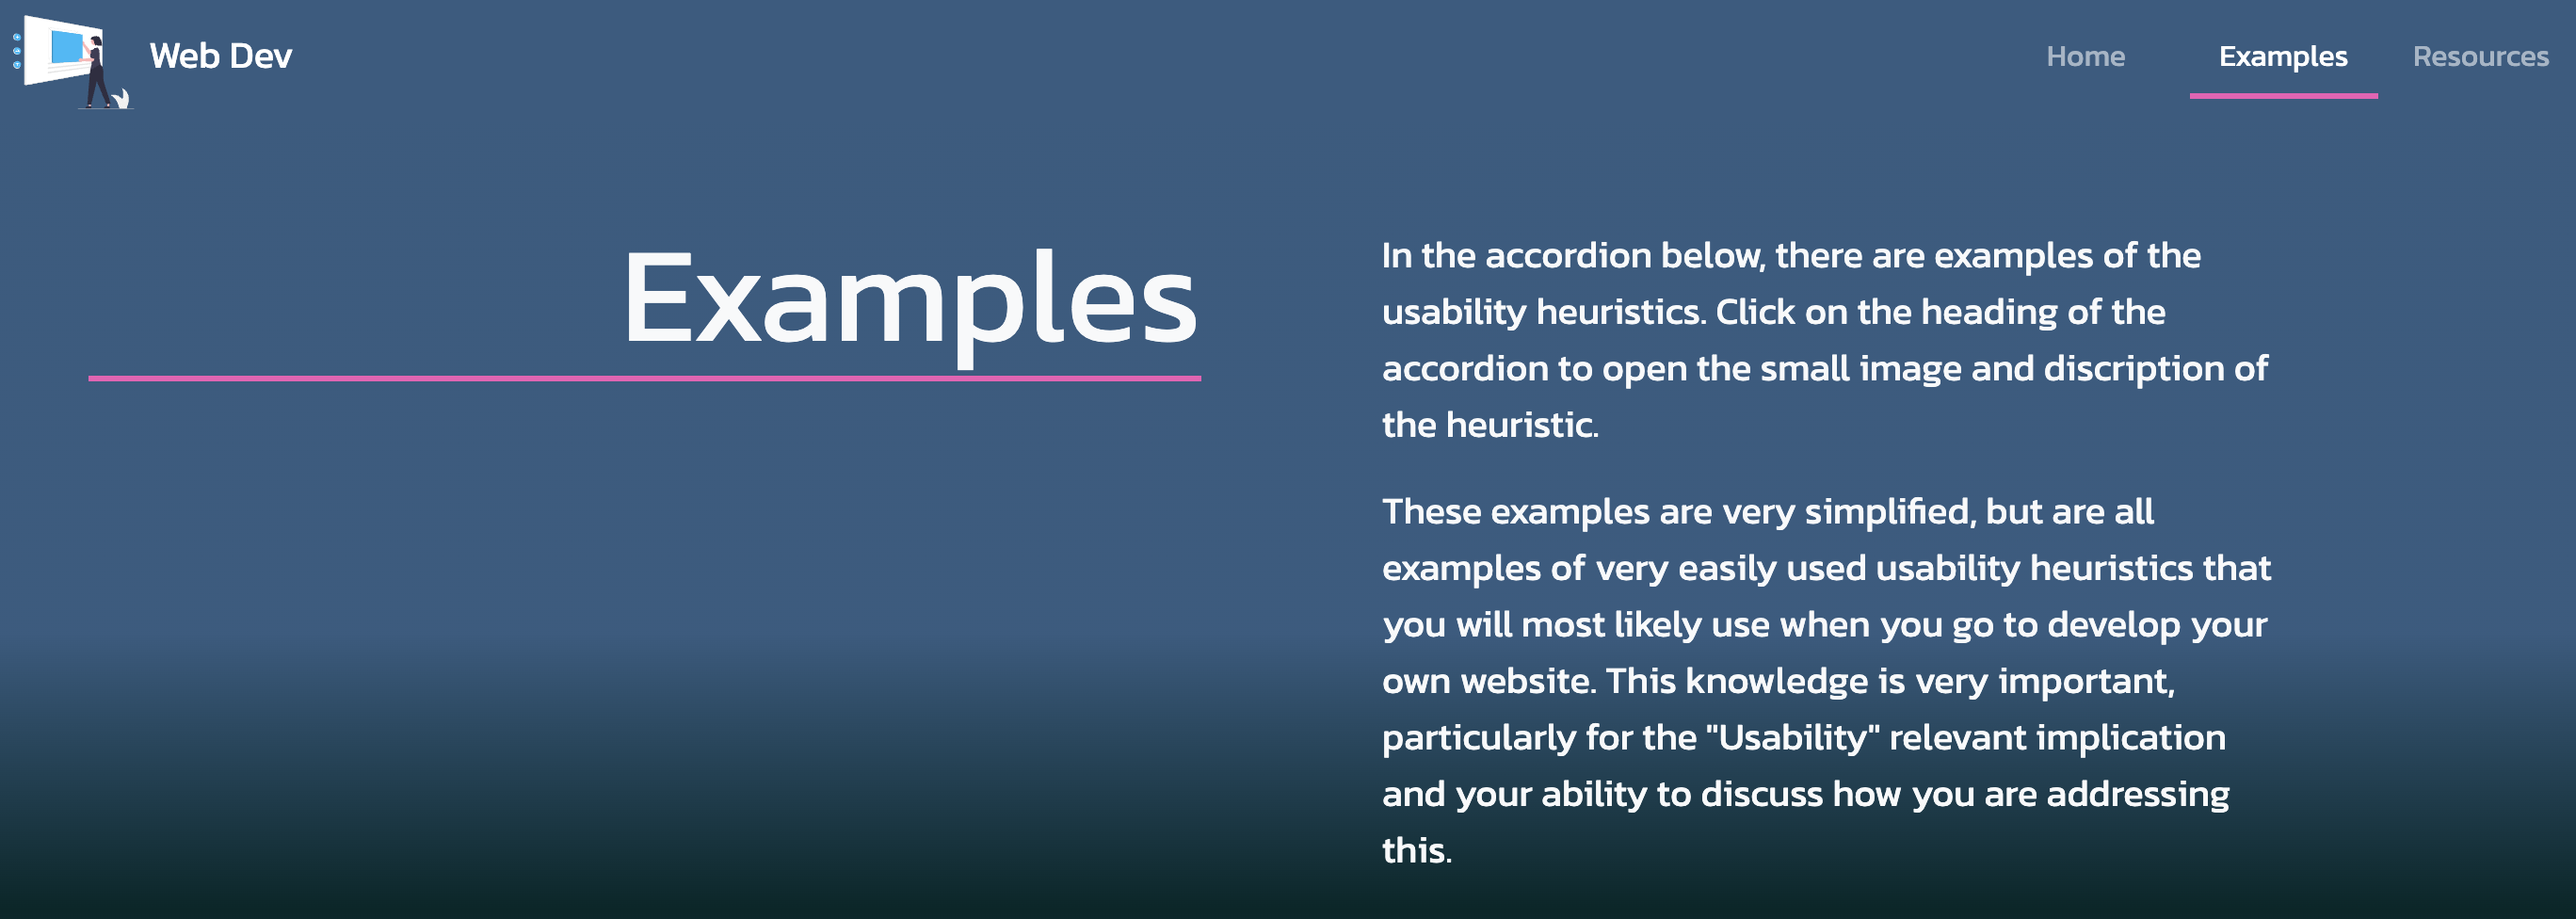 Web Dev
Home
Examples
Resources
Examples
In the accordion below, there are examples of the
usability heuristics. Click on the heading of the
accordion to open the small image and discription of
the heuristic.
These examples are very simplified, but are all
examples of very easily used usability heuristics that
you will most likely use when you go to develop your
own website. This knowledge is very important,
particularly for the "Usability" relevant implication
and your ability to discuss how you are addressing
this.